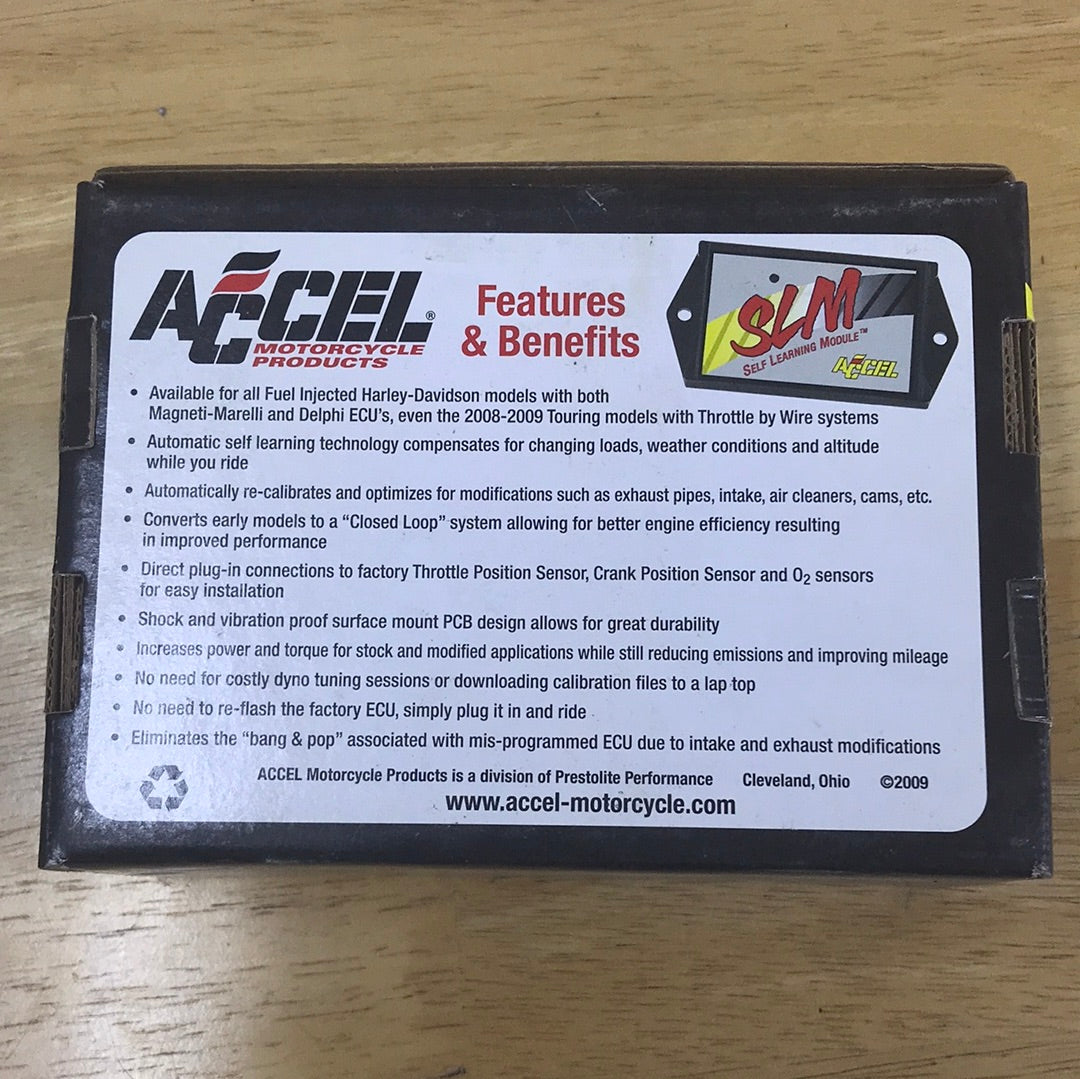 ACCEL®
MOTORCYCLE
PRODUCTS
Features
& Benefits
SLM
SELF LEARNING MODULE™
ACCEL
• Available for all Fuel Injected Harley-Davidson models with both
Magneti-Marelli and Delphi ECU's, even the 2008-2009 Touring models with Throttle by Wire systems
• Automatic self learning technology compensates for changing loads, weather conditions and altitude
while you ride
• Automatically re-calibrates and optimizes for modifications such as exhaust pipes, intake, air cleaners, cams, etc.
• Converts early models to a “Closed Loop” system allowing for better engine efficiency resulting
in improved performance
• Direct plug-in connections to factory Throttle Position Sensor, Crank Position Sensor and O₂ sensors
for easy installation
• Shock and vibration proof surface mount PCB design allows for great durability
• Increases power and torque for stock and modified applications while still reducing emissions and improving mileage
• No need for costly dyno tuning sessions or downloading calibration files to a lap top
• No need to re-flash the factory ECU, simply plug it in and ride
• Eliminates the “bang & pop” associated with mis-programmed ECU due to intake and exhaust modifications
ACCEL Motorcycle Products is a division of Prestolite Performance Cleveland, Ohio ©2009
www.accel-motorcycle.com